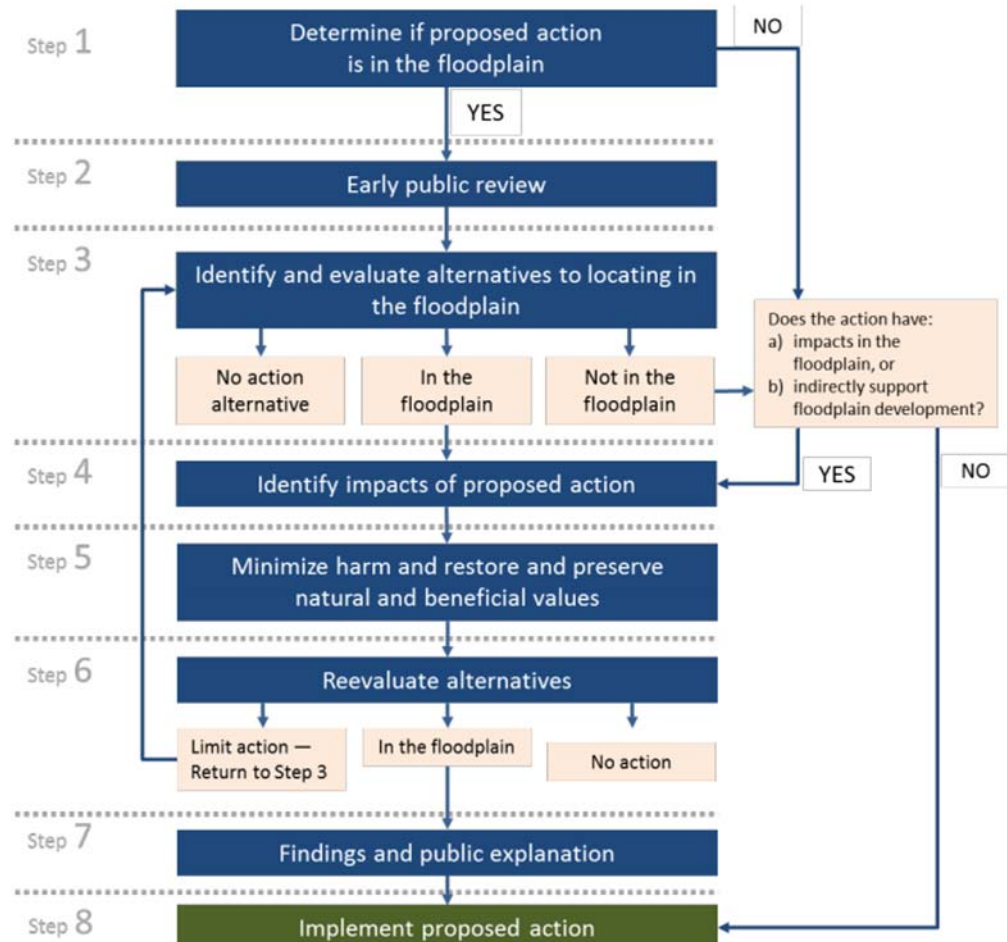 Step 1
Determine if proposed action
is in the floodplain
NO
YES
Step 2
Early public review
Step 3
Identify and evaluate alternatives to locating in
the floodplain
No action
alternative
In the
floodplain
Not in the
floodplain
Does the action have:
a) impacts in the
floodplain, or
b) indirectly support
floodplain development?
Step 4
Identify impacts of proposed action
YES
NO
Step 5
Minimize harm and restore and preserve
natural and beneficial values
Step 6
Reevaluate alternatives
Limit action —
Return to Step 3
In the floodplain
No action
Step 7
Findings and public explanation
Step 8
Implement proposed action